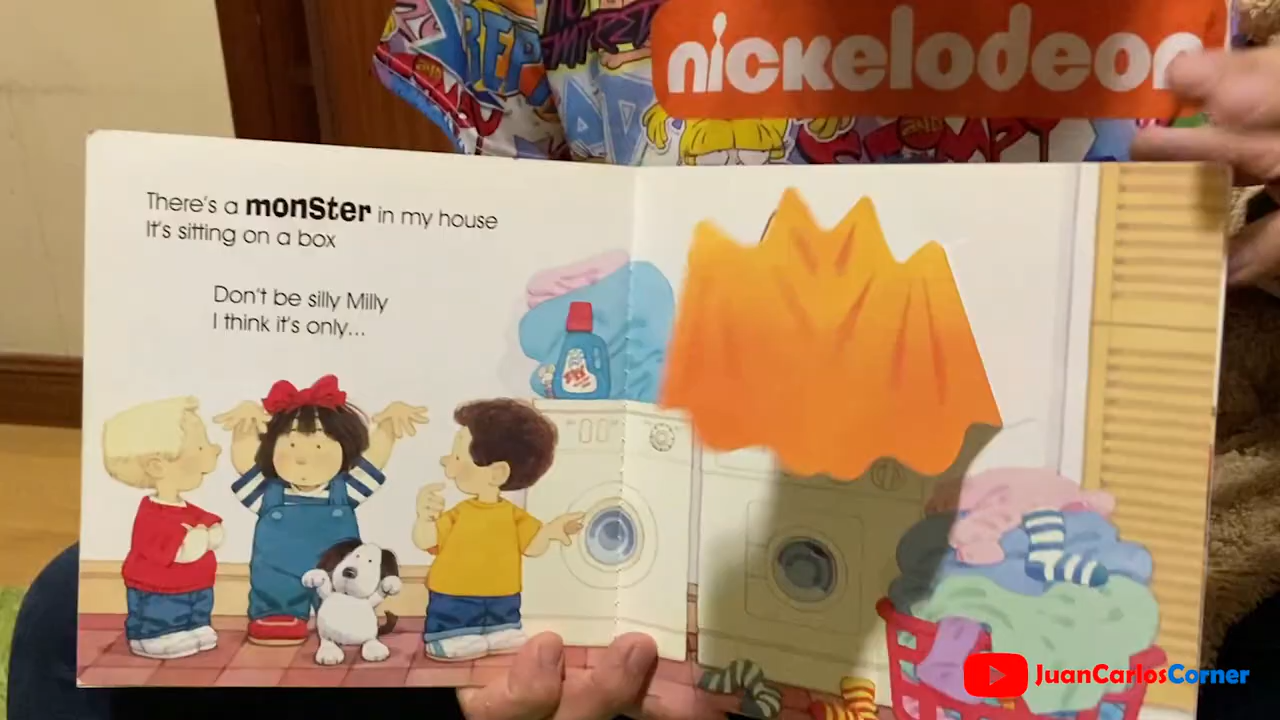 nickelodeon
There's a monster in my house
It's sitting on a box
Don't be silly Milly
I think it's only...
JuanCarlosCorner